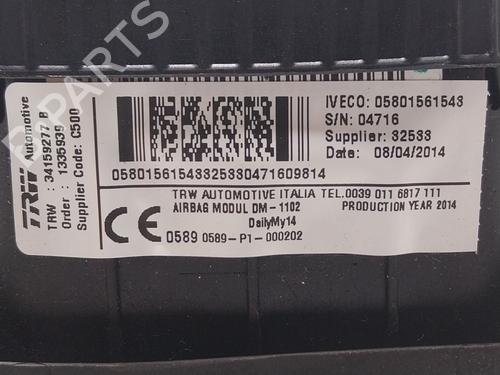 TRW Automotive
TRW : 34159277 B
Order : 1335939
Supplier Code: C500
IVECO: 05801561543
S/N: 04716
Supplier: 32533
Date: 08/04/2014
05801561543325330471609814
TRW AUTOMOTIVE ITALIA TEL.0039 011 6817 111
AIRBAG MODUL DM-1102
PRODUCTION YEAR 2014
DailyMy14
CE 0589 0589-P1-000202
B-PARTS